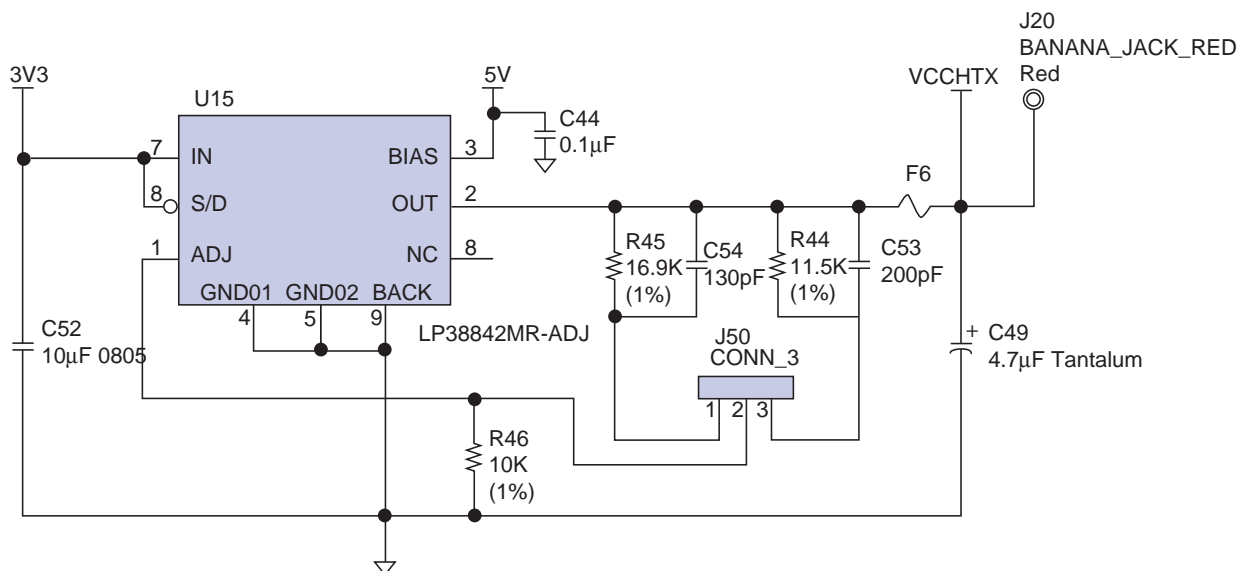 J20
BANANA_JACK_RED
Red
3V3
5V
VCCHTX
U15
C44
0.1μF
7
IN
BIAS
3
F6
8
S/D
OUT
2
R45
16.9K
(1%)
C54
130pF
R44
11.5K
(1%)
C53
200pF
1
ADJ
NC
8
GND01
GND02
BACK
4
5
9
LP38842MR-ADJ
C52
10μF 0805
J50
CONN_3
1
2
3
+
C49
4.7μF Tantalum
R46
10K
(1%)